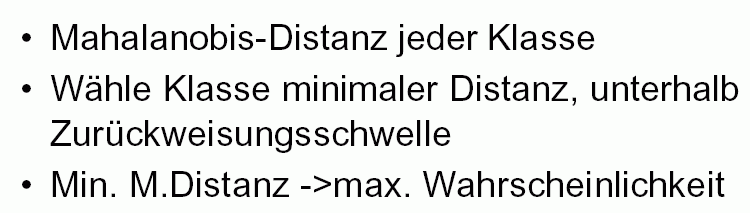 • Mahalanobis-Distanz jeder Klasse
• Wähle Klasse minimaler Distanz, unterhalb
Zurückweisungsschwelle
• Min. M.Distanz ->max. Wahrscheinlichkeit